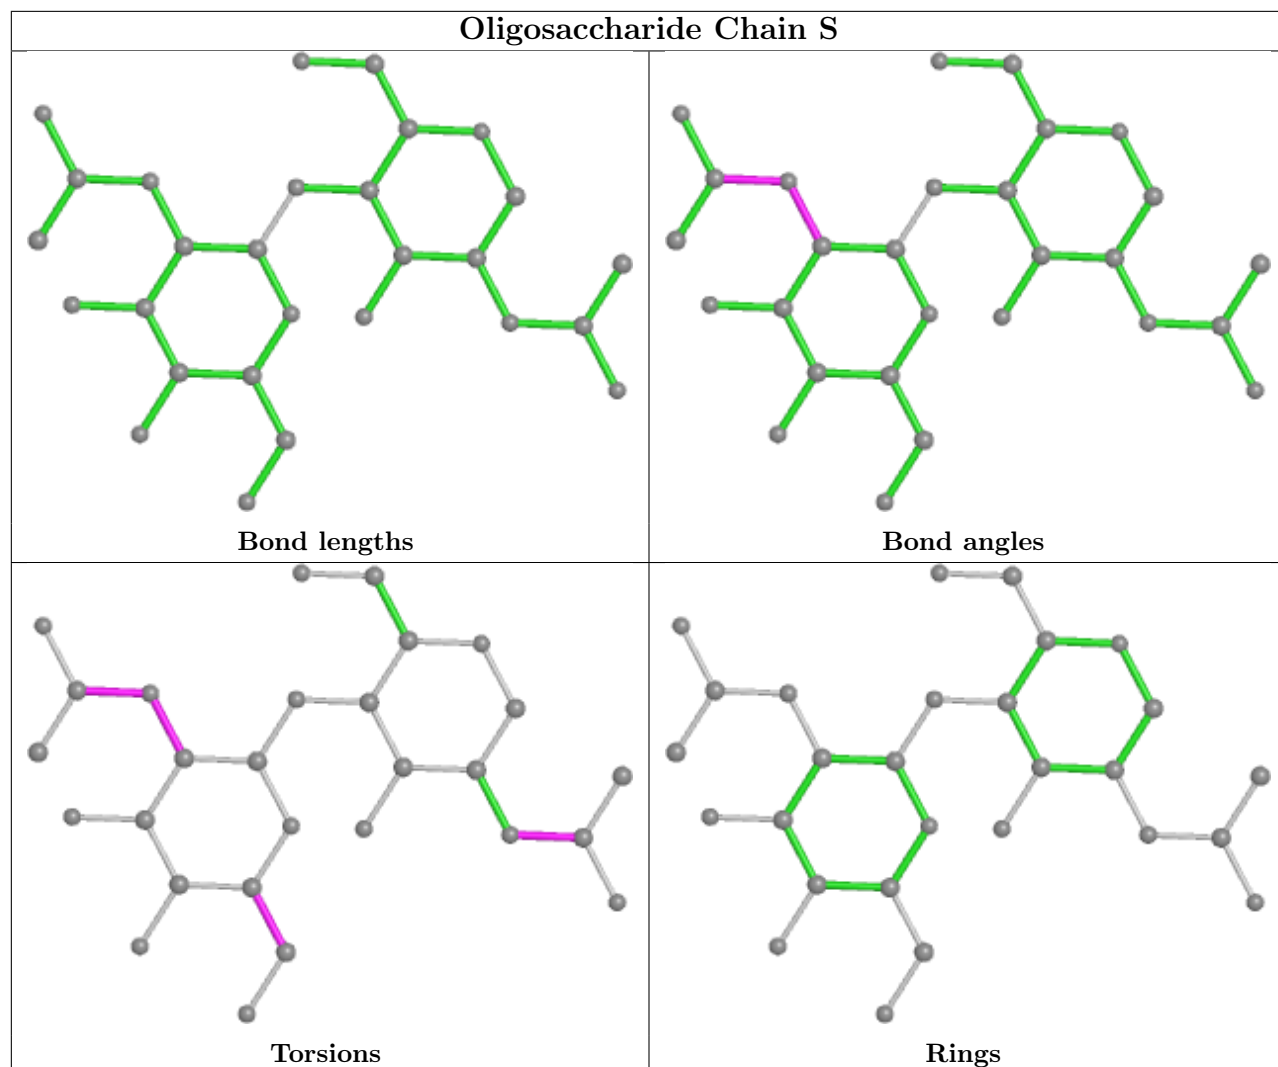 Oligosaccharide Chain S
Bond lengths
Bond angles
Torsions
Rings